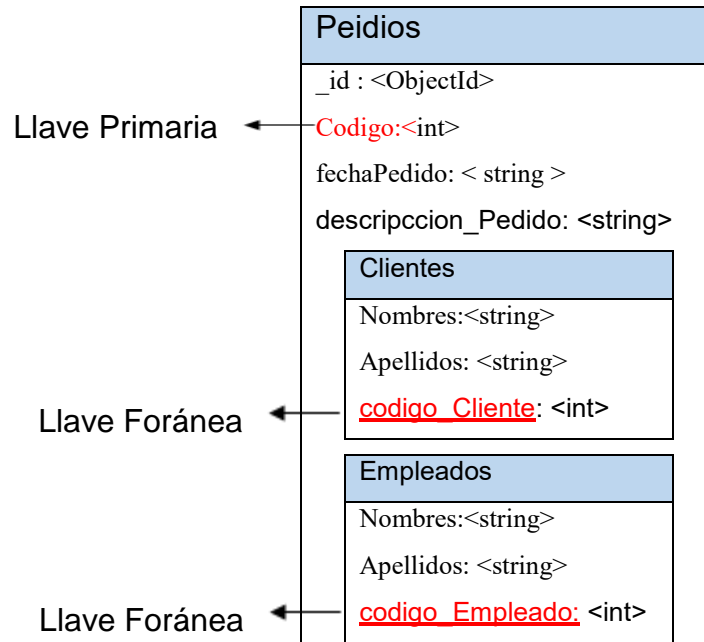 Peidios
_id : <ObjectId>
Llave Primaria
Codigo:<int>
fechaPedido: < string >
descripccion_Pedido: <string>
Clientes
Nombres:<string>
Apellidos: <string>
Llave Foránea
codigo_Cliente: <int>
Empleados
Nombres:<string>
Apellidos: <string>
Llave Foránea
codigo_Empleado: <int>